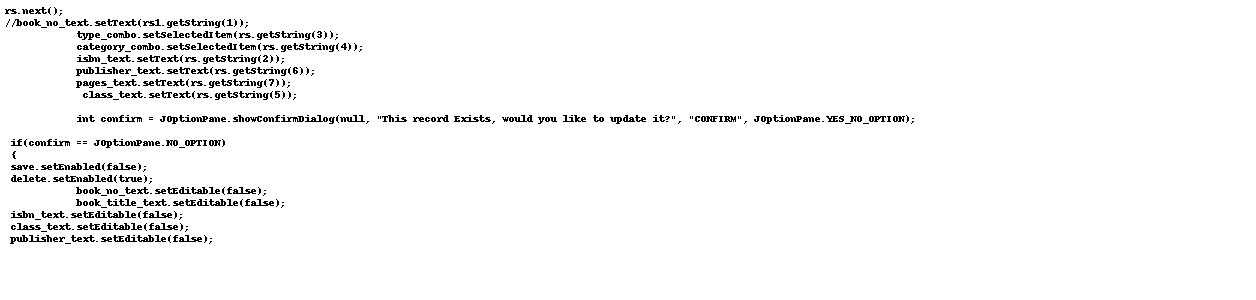 rs.next();
//book_no_text.setText(rs1.getString(1));
type_combo.setSelectedItem(rs.getString(3));
category_combo.setSelectedItem(rs.getString(4));
isbn_text.setText(rs.getString(2));
publisher_text.setText(rs.getString(6));
pages_text.setText(rs.getString(7));
class_text.setText(rs.getString(5));
int confirm = JOptionPane.showConfirmDialog(null, "This record Exists, would you like to update it?", "CONFIRM", JOptionPane.YES_NO_OPTION);
if(confirm == JOptionPane.NO_OPTION)
{
save.setEnabled(false);
delete.setEnabled(true);
book_no_text.setEditable(false);
book_title_text.setEditable(false);
isbn_text.setEditable(false);
class_text.setEditable(false);
publisher_text.setEditable(false);